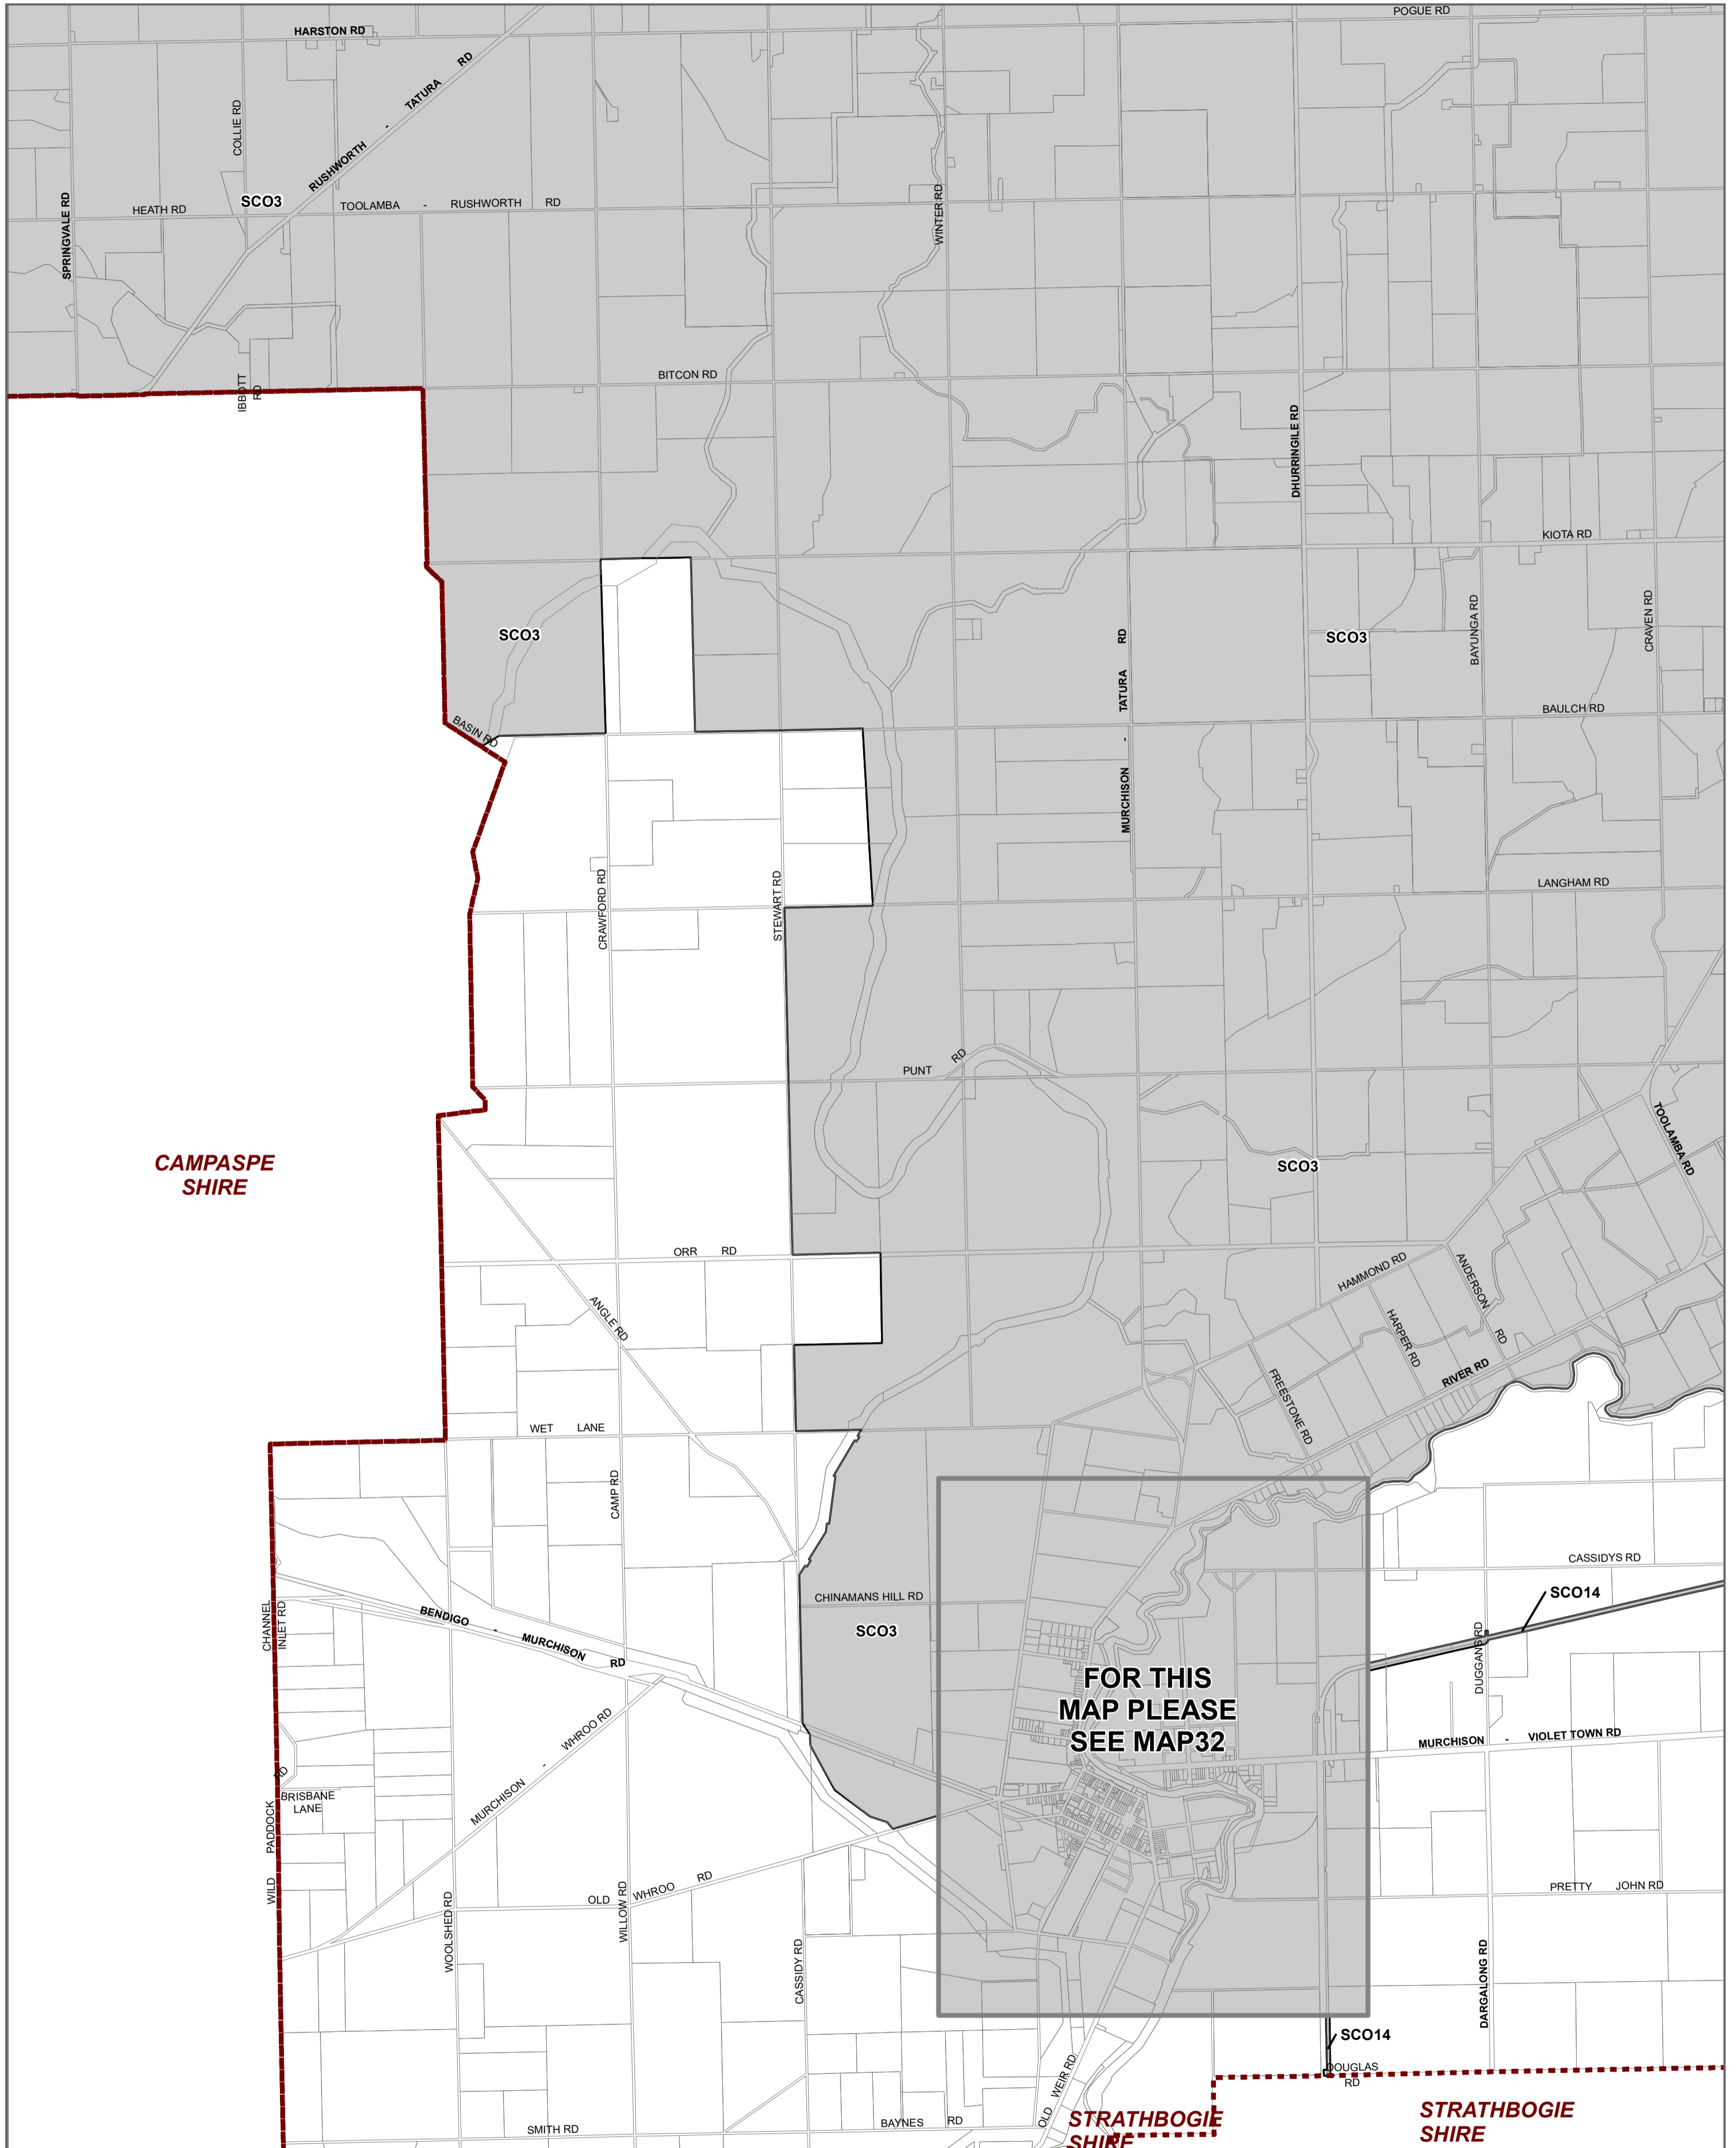 POGUE RD
HARSTON RD
RUSHWORTH - TATURA RD
COLLIE RD
SCO3
HEATH RD
TOOLAMBA - RUSHWORTH RD
SPRINGVALE RD
WINTER RD
IBBOTT
RD
BITCON RD
DHURRINGILE RD
KIOTA RD
SCO3
MURCHISON - TATURA RD
SCO3
BAYUNGA RD
CRAVEN RD
BASIN RD
BAULCH RD
CRAWFORD RD
STEWART RD
LANGHAM RD
PUNT RD
TOOLAMBA RD
CAMPASPE
SHIRE
SCO3
ORR RD
ANGLE RD
HAMMOND RD
ANDERSON RD
HARPER RD
RIVER RD
FREESTONE RD
WET LANE
CAMP RD
CASSIDYS RD
SCO14
CHINAMANS HILL RD
SCO3
CHANNEL
INLET RD
BENDIGO - MURCHISON RD
DUGGANS RD
FOR THIS
MAP PLEASE
SEE MAP32
MURCHISON - WHROO RD
MURCHISON - VIOLET TOWN RD
BRISBANE
LANE
WILD PADDOCK RD
WOOLSHED RD
OLD WHROO RD
WILLOW RD
PRETTY JOHN RD
CASSIDY RD
DARGALONG RD
SCO14
DOUGLAS
RD
OLD WEIR RD
SMITH RD
BAYNES RD
STRATHBOGIE
SHIRE
STRATHBOGIE
SHIRE